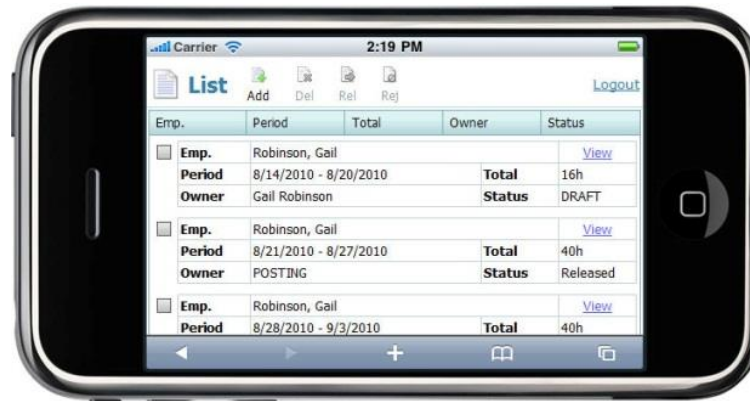 Carrier 2:19 PM
List Add Del Rel Rej Logout
Emp. Period Total Owner Status
Emp. Robinson, Gail View
Period 8/14/2010 - 8/20/2010 Total 16h
Owner Gail Robinson Status DRAFT
Emp. Robinson, Gail View
Period 8/21/2010 - 8/27/2010 Total 40h
Owner POSTING Status Released
Emp. Robinson, Gail View
Period 8/28/2010 - 9/3/2010 Total 40h